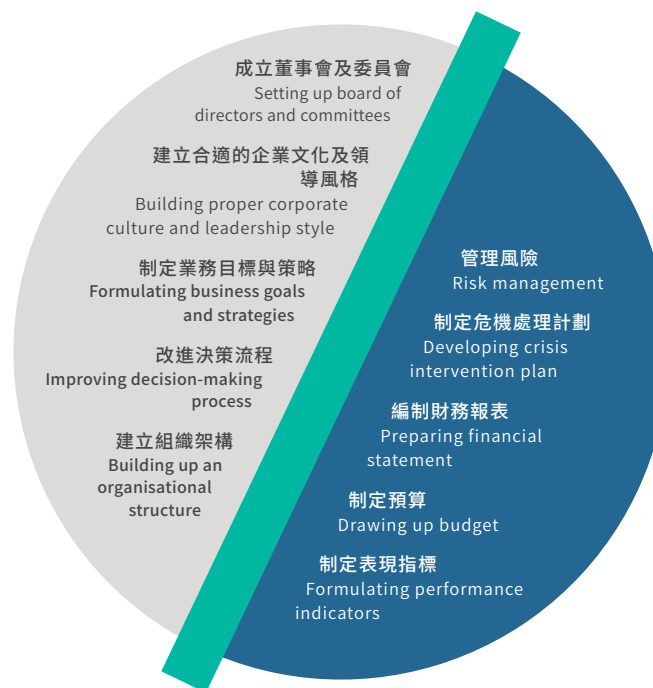 成立董事會及委員會
Setting up board of
directors and committees
建立合適的企業文化及領
導風格
Building proper corporate
culture and leadership style
制定業務目標與策略
Formulating business goals
and strategies
改進決策流程
Improving decision-making
process
建立組織架構
Building up an
organisational
structure
管理風險
Risk management
制定危機處理計劃
Developing crisis
intervention plan
編制財務報表
Preparing financial
statement
制定預算
Drawing up budget
制定表現指標
Formulating performance
indicators